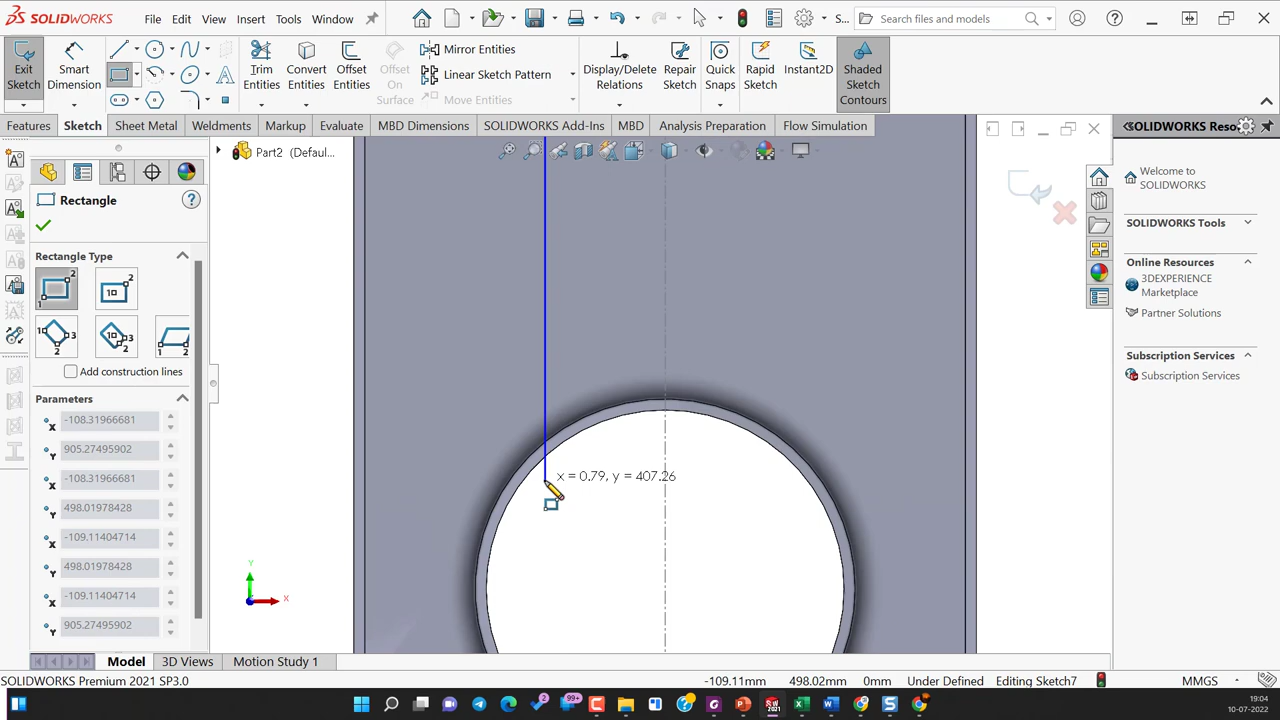 SOLIDWORKS File Edit View Insert Tools Window S... Search files and models
Exit Sketch
Smart Dimension
Trim Entities
Convert Entities
Offset Entities
Offset On Surface
Mirror Entities
Linear Sketch Pattern
Move Entities
Display/Delete Relations
Repair Sketch
Quick Snaps
Rapid Sketch
Instant2D
Shaded Sketch Contours
Features Sketch Sheet Metal Weldments Markup Evaluate MBD Dimensions SOLIDWORKS Add-Ins MBD Analysis Preparation Flow Simulation
Part2 (Defaul...
Rectangle
Rectangle Type
Add construction lines
Parameters
-108.31966681
905.27495902
-108.31966681
498.01978428
-109.11404714
498.01978428
-109.11404714
905.27495902
x = 0.79, y = 407.26
Y
X
SOLIDWORKS Reso...
Welcome to SOLIDWORKS
SOLIDWORKS Tools
Online Resources
3DEXPERIENCE Marketplace
Partner Solutions
Subscription Services
Subscription Services
Model 3D Views Motion Study 1
SOLIDWORKS Premium 2021 SP3.0 -109.11mm 498.02mm 0mm Under Defined Editing Sketch7 MMGS
19:04
10-07-2022